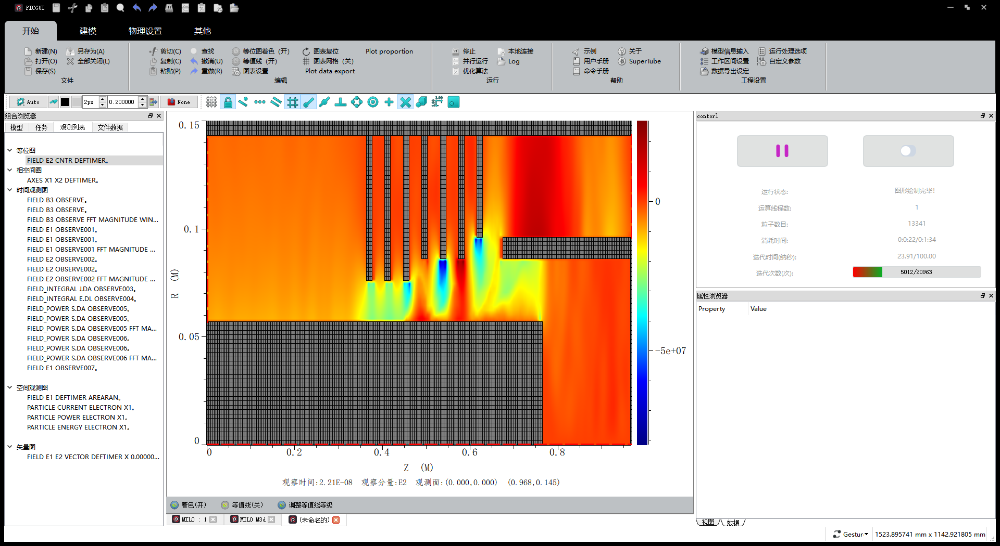 PICGUI
开始 建模 物理设置 其他
新建(N) 另存为(A)
打开(O) 全部关闭(L)
保存(S)
文件
剪切(C) 查找 等位图着色（开） 图表复位 Plot proportion
复制(C) 撤消(U) 等值线（开） 图表网格（关）
粘贴(P) 重做(R) 图表设置 Plot data export
编辑
停止 本地连接
并行运行 Log
优化算法
运行
示例 关于
用户手册 SuperTube
命令手册
帮助
模型信息输入 运行处理选项
工作区间设置 自定义参数
数据导出设定
工程设置
Auto 2px 0.200000 None
组合浏览器
模型 任务 观测列表 文件数据
等位图
FIELD E2 CNTR DEFTIMER。
相空间图
AXES X1 X2 DEFTIMER。
时间观测图
FIELD B3 OBSERVE。
FIELD B3 OBSERVE。
FIELD B3 OBSERVE FFT MAGNITUDE WIN...
FIELD E1 OBSERVE001。
FIELD E1 OBSERVE001。
FIELD E1 OBSERVE001 FFT MAGNITUDE ...
FIELD E2 OBSERVE002。
FIELD E2 OBSERVE002。
FIELD E2 OBSERVE002 FFT MAGNITUDE ...
FIELD_INTEGRAL J.DA OBSERVE003。
FIELD_INTEGRAL E.DL OBSERVE004。
FIELD_POWER S.DA OBSERVE005。
FIELD_POWER S.DA OBSERVE005。
FIELD_POWER S.DA OBSERVE005 FFT MA...
FIELD_POWER S.DA OBSERVE006。
FIELD_POWER S.DA OBSERVE006。
FIELD_POWER S.DA OBSERVE006 FFT MA...
FIELD E1 OBSERVE007。
空间观测图
FIELD E1 DEFTIMER AREARAN。
PARTICLE CURRENT ELECTRON X1。
PARTICLE POWER ELECTRON X1。
PARTICLE ENERGY ELECTRON X1。
矢量图
FIELD E1 E2 VECTOR DEFTIMER X 0.00000...
0.15
0.1
0.05
0
R (M)
0 0.2 0.4 0.6 0.8
Z (M)
0
-5e+07
观察时间:2.21E-08 观察分量:E2 观测面:(0.000,0.000) (0.968,0.145)
着色(开) 等值线(关) 调整等值线等级
MILO : 1 MILO M3d (未命名的)
contorl
运行状态: 图形绘制完毕!
运算线程数: 1
粒子数目: 13341
消耗时间: 0:0:22/0:1:34
迭代时间(纳秒): 23.91/100.00
迭代次数(次): 5012/20963
属性浏览器
Property Value
视图 数据
Gestur 1523.895741 mm x 1142.921805 mm